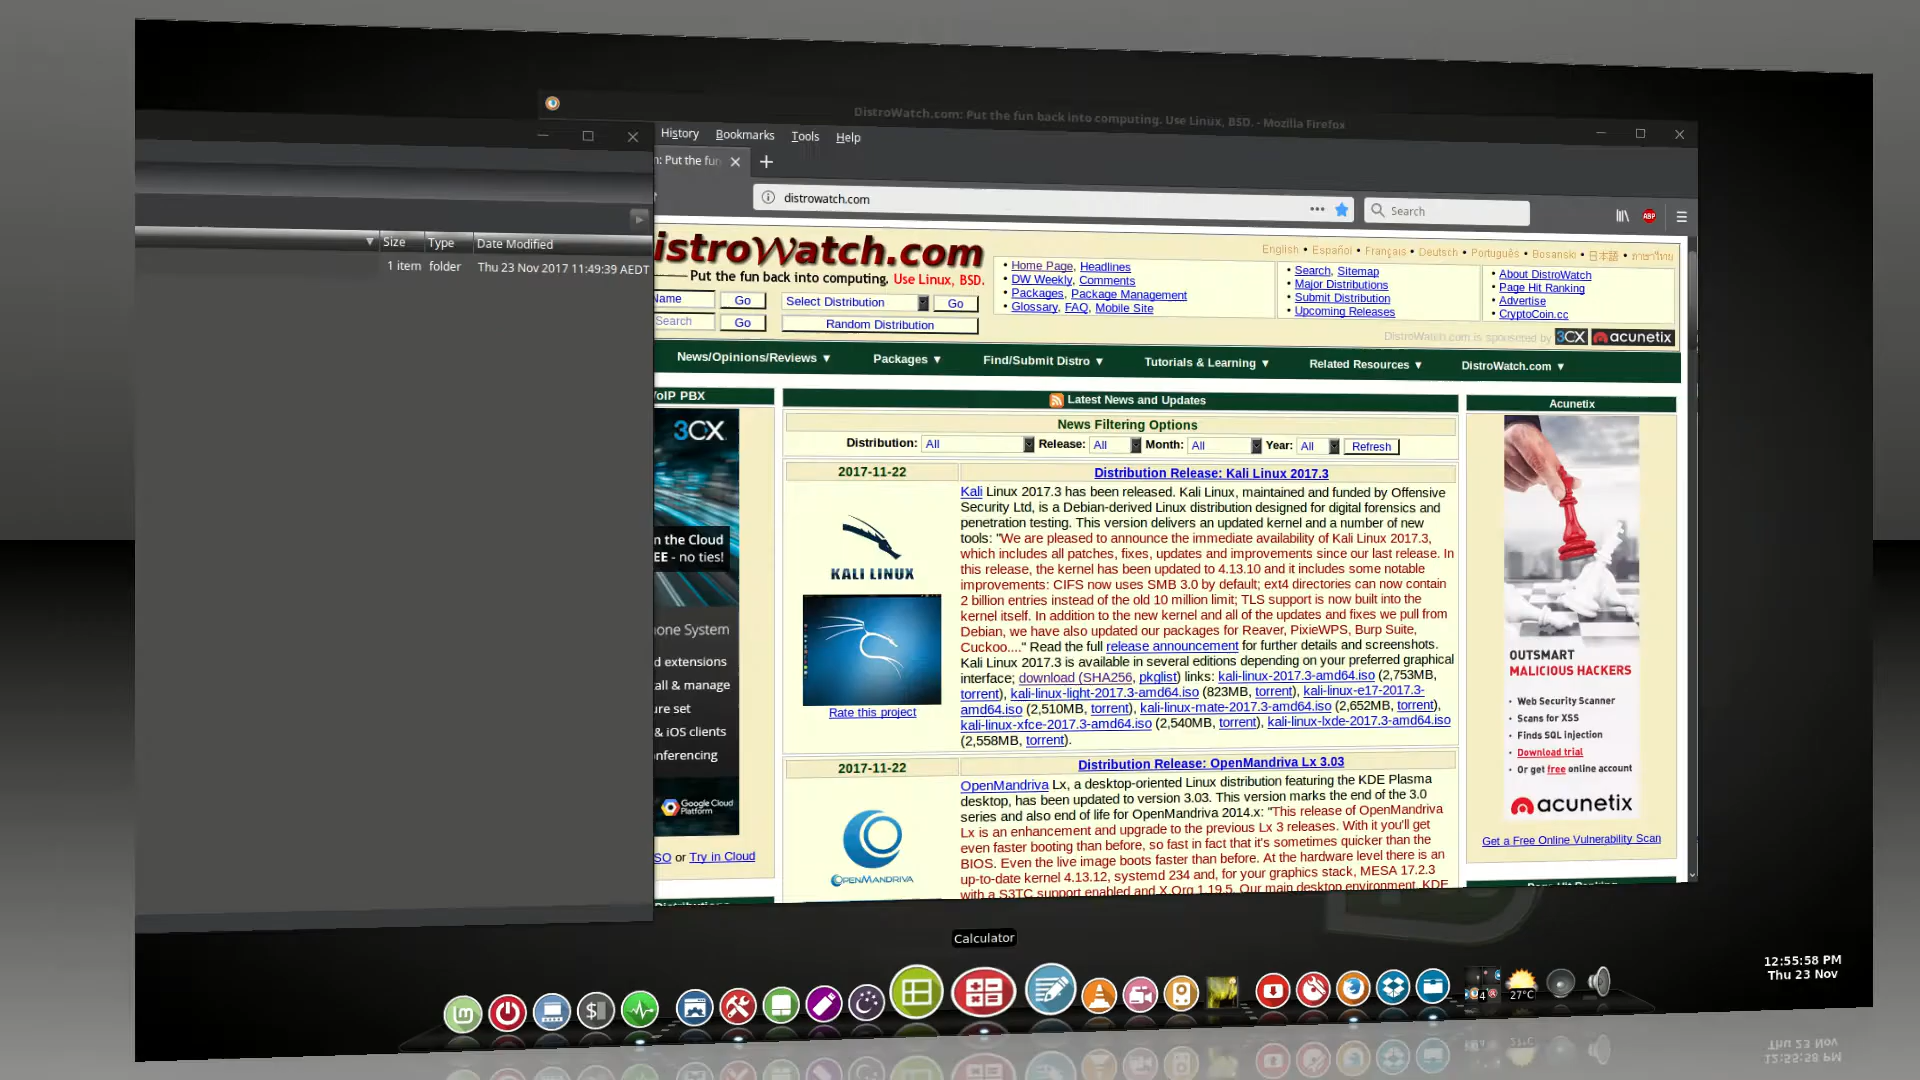 DistroWatch.com: Put the fun back into computing. Use Linux, BSD. - Mozilla Firefox
History Bookmarks Tools Help
n: Put the fun
distrowatch.com
Search
Size Type Date Modified
1 item folder Thu 23 Nov 2017 11:49:39 AEDT
istroWatch.com
Put the fun back into computing. Use Linux, BSD.
Name Go Select Distribution Go
Search Go Random Distribution
English • Español • Français • Deutsch • Português • Bosanski • 日本語 • ภาษาไทย
• Home Page, Headlines
• DW Weekly, Comments
• Packages, Package Management
• Glossary, FAQ, Mobile Site
• Search, Sitemap
• Major Distributions
• Submit Distribution
• Upcoming Releases
• About DistroWatch
• Page Hit Ranking
• Advertise
• CryptoCoin.cc
DistroWatch.com is sponsored by 3CX acunetix
News/Opinions/Reviews ▼ Packages ▼ Find/Submit Distro ▼ Tutorials & Learning ▼ Related Resources ▼ DistroWatch.com ▼
VoIP PBX
3CX
n the Cloud
EE - no ties!
one System
d extensions
all & manage
ure set
& iOS clients
nferencing
Google Cloud
Platform
SO or Try in Cloud
Latest News and Updates
News Filtering Options
Distribution: All Release: All Month: All Year: All Refresh
2017-11-22
Distribution Release: Kali Linux 2017.3
KALI LINUX
Rate this project
Kali Linux 2017.3 has been released. Kali Linux, maintained and funded by Offensive
Security Ltd, is a Debian-derived Linux distribution designed for digital forensics and
penetration testing. This version delivers an updated kernel and a number of new
tools: "We are pleased to announce the immediate availability of Kali Linux 2017.3,
which includes all patches, fixes, updates and improvements since our last release. In
this release, the kernel has been updated to 4.13.10 and it includes some notable
improvements: CIFS now uses SMB 3.0 by default; ext4 directories can now contain
2 billion entries instead of the old 10 million limit; TLS support is now built into the
kernel itself. In addition to the new kernel and all of the updates and fixes we pull from
Debian, we have also updated our packages for Reaver, PixieWPS, Burp Suite,
Cuckoo...." Read the full release announcement for further details and screenshots.
Kali Linux 2017.3 is available in several editions depending on your preferred graphical
interface; download (SHA256, pkglist) links: kali-linux-2017.3-amd64.iso (2,753MB,
torrent), kali-linux-light-2017.3-amd64.iso (823MB, torrent), kali-linux-e17-2017.3-
amd64.iso (2,510MB, torrent), kali-linux-mate-2017.3-amd64.iso (2,652MB, torrent),
kali-linux-xfce-2017.3-amd64.iso (2,540MB, torrent), kali-linux-lxde-2017.3-amd64.iso
(2,558MB, torrent).
2017-11-22
Distribution Release: OpenMandriva Lx 3.03
OPENMANDRIVA
OpenMandriva Lx, a desktop-oriented Linux distribution featuring the KDE Plasma
desktop, has been updated to version 3.03. This version marks the end of the 3.0
series and also end of life for OpenMandriva 2014.x: "This release of OpenMandriva
Lx is an enhancement and upgrade to the previous Lx 3 releases. With it you'll get
even faster booting than before, so fast in fact that it's sometimes quicker than the
BIOS. Even the live image boots faster than before. At the hardware level there is an
up-to-date kernel 4.13.12, systemd 234 and, for your graphics stack, MESA 17.2.3
with a S3TC support enabled and X.Org 1.19.5. Our main desktop environment, KDE
Acunetix
OUTSMART
MALICIOUS HACKERS
• Web Security Scanner
• Scans for XSS
• Finds SQL injection
• Download trial
• Or get free online account
acunetix
Get a Free Online Vulnerability Scan
Page Hit Ranking
Calculator
4
27°C
12:55:58 PM
Thu 23 Nov